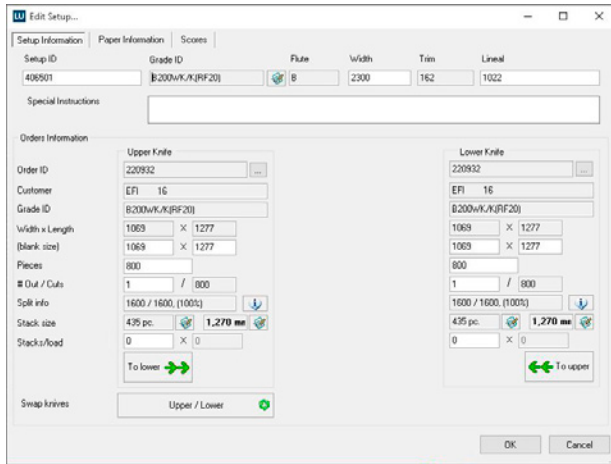 LU Edit Setup...
Setup Information Paper Information Scores
Setup ID Grade ID Flute Width Trim Lineal
406501 B200WK/K(RF20) B 2300 162 1022
Special Instructions
Orders Information
Upper Knife Lower Knife
Order ID 220932 ... 220932 ...
Customer EFI 16 EFI 16
Grade ID B200WK/K(RF20) B200WK/K(RF20)
Width x Length 1069 X 1277 1069 X 1277
(blank size) 1069 X 1277 1069 X 1277
Pieces 800 800
# Out / Cuts 1 / 800 1 / 800
Split info 1600 / 1600, (100%) 1600 / 1600, (100%)
Stack size 435 pc. 1,270 mm 435 pc. 1,270 mm
Stacks/load 0 X 0 0 X 0
To lower To upper
Swap knives Upper / Lower
OK Cancel